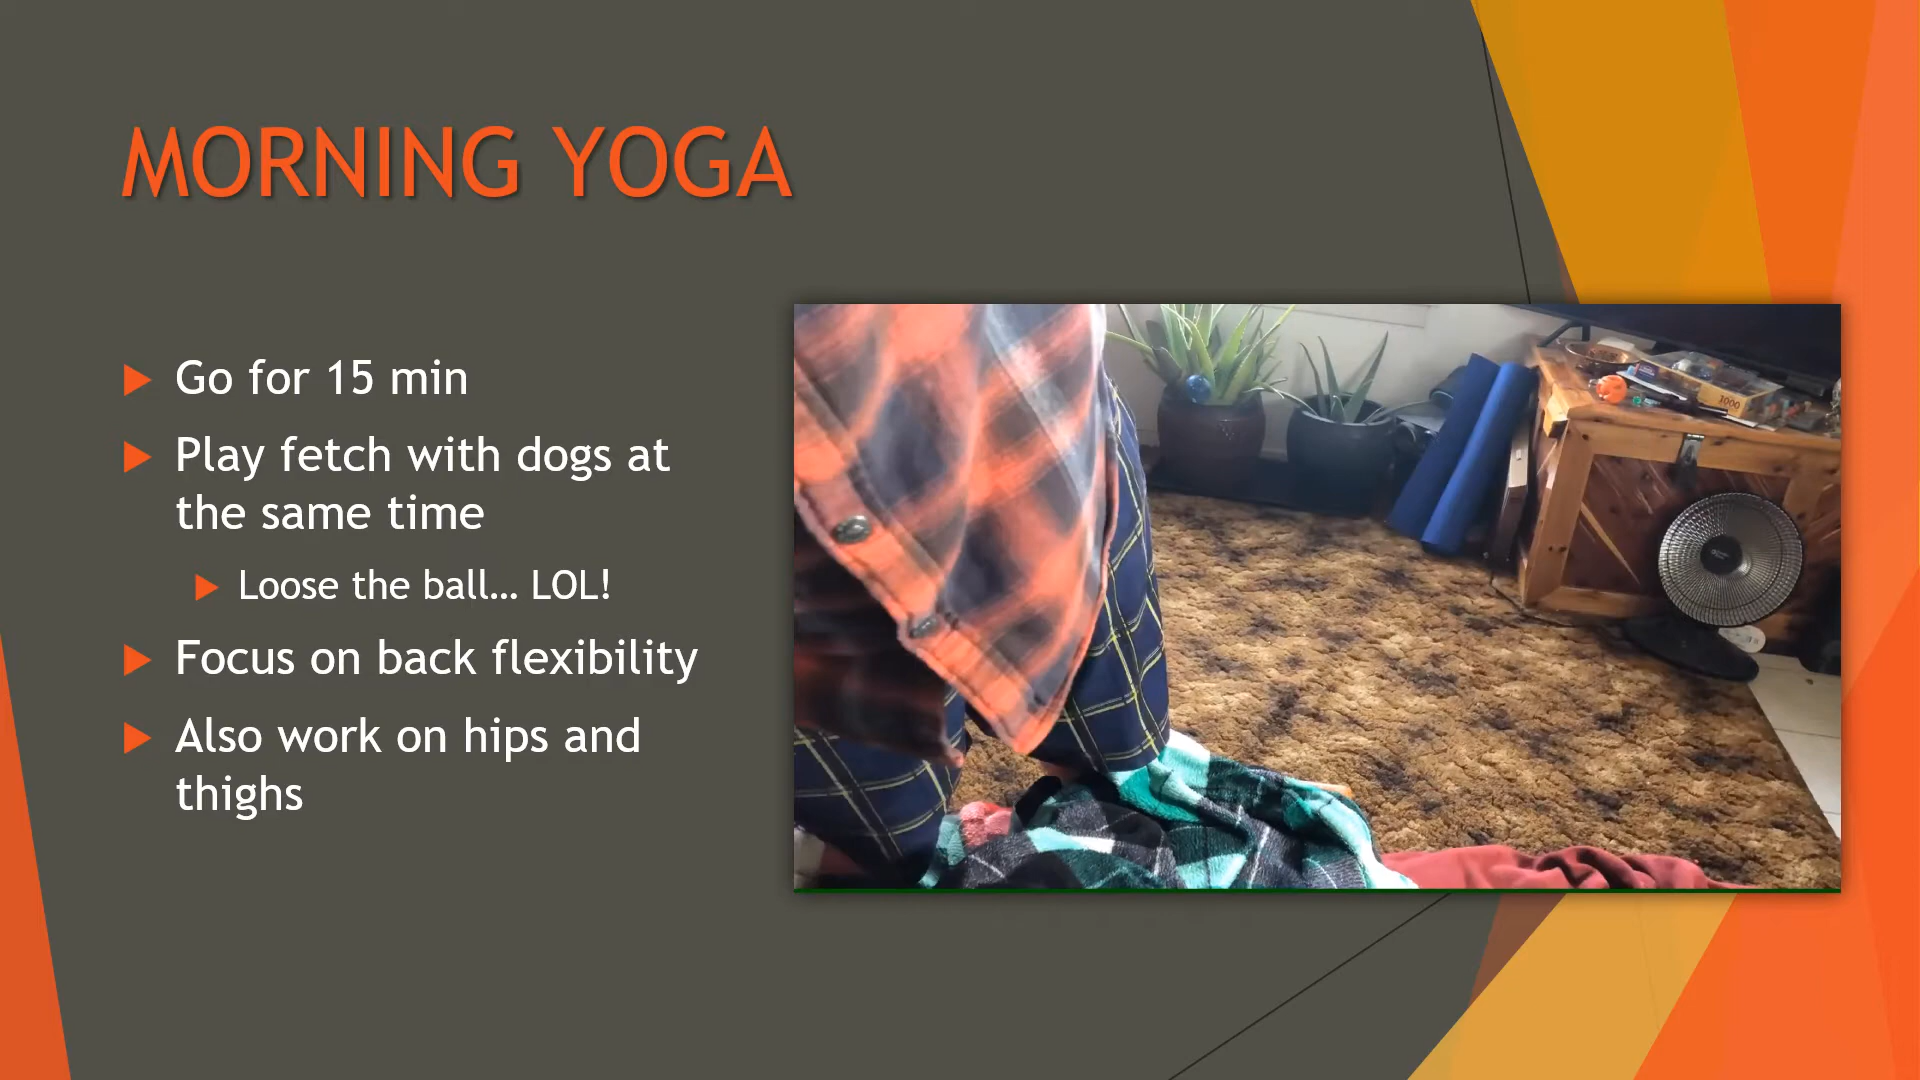 MORNING YOGA
Go for 15 min
Play fetch with dogs at
the same time
Loose the ball... LOL!
Focus on back flexibility
Also work on hips and
thighs
1000